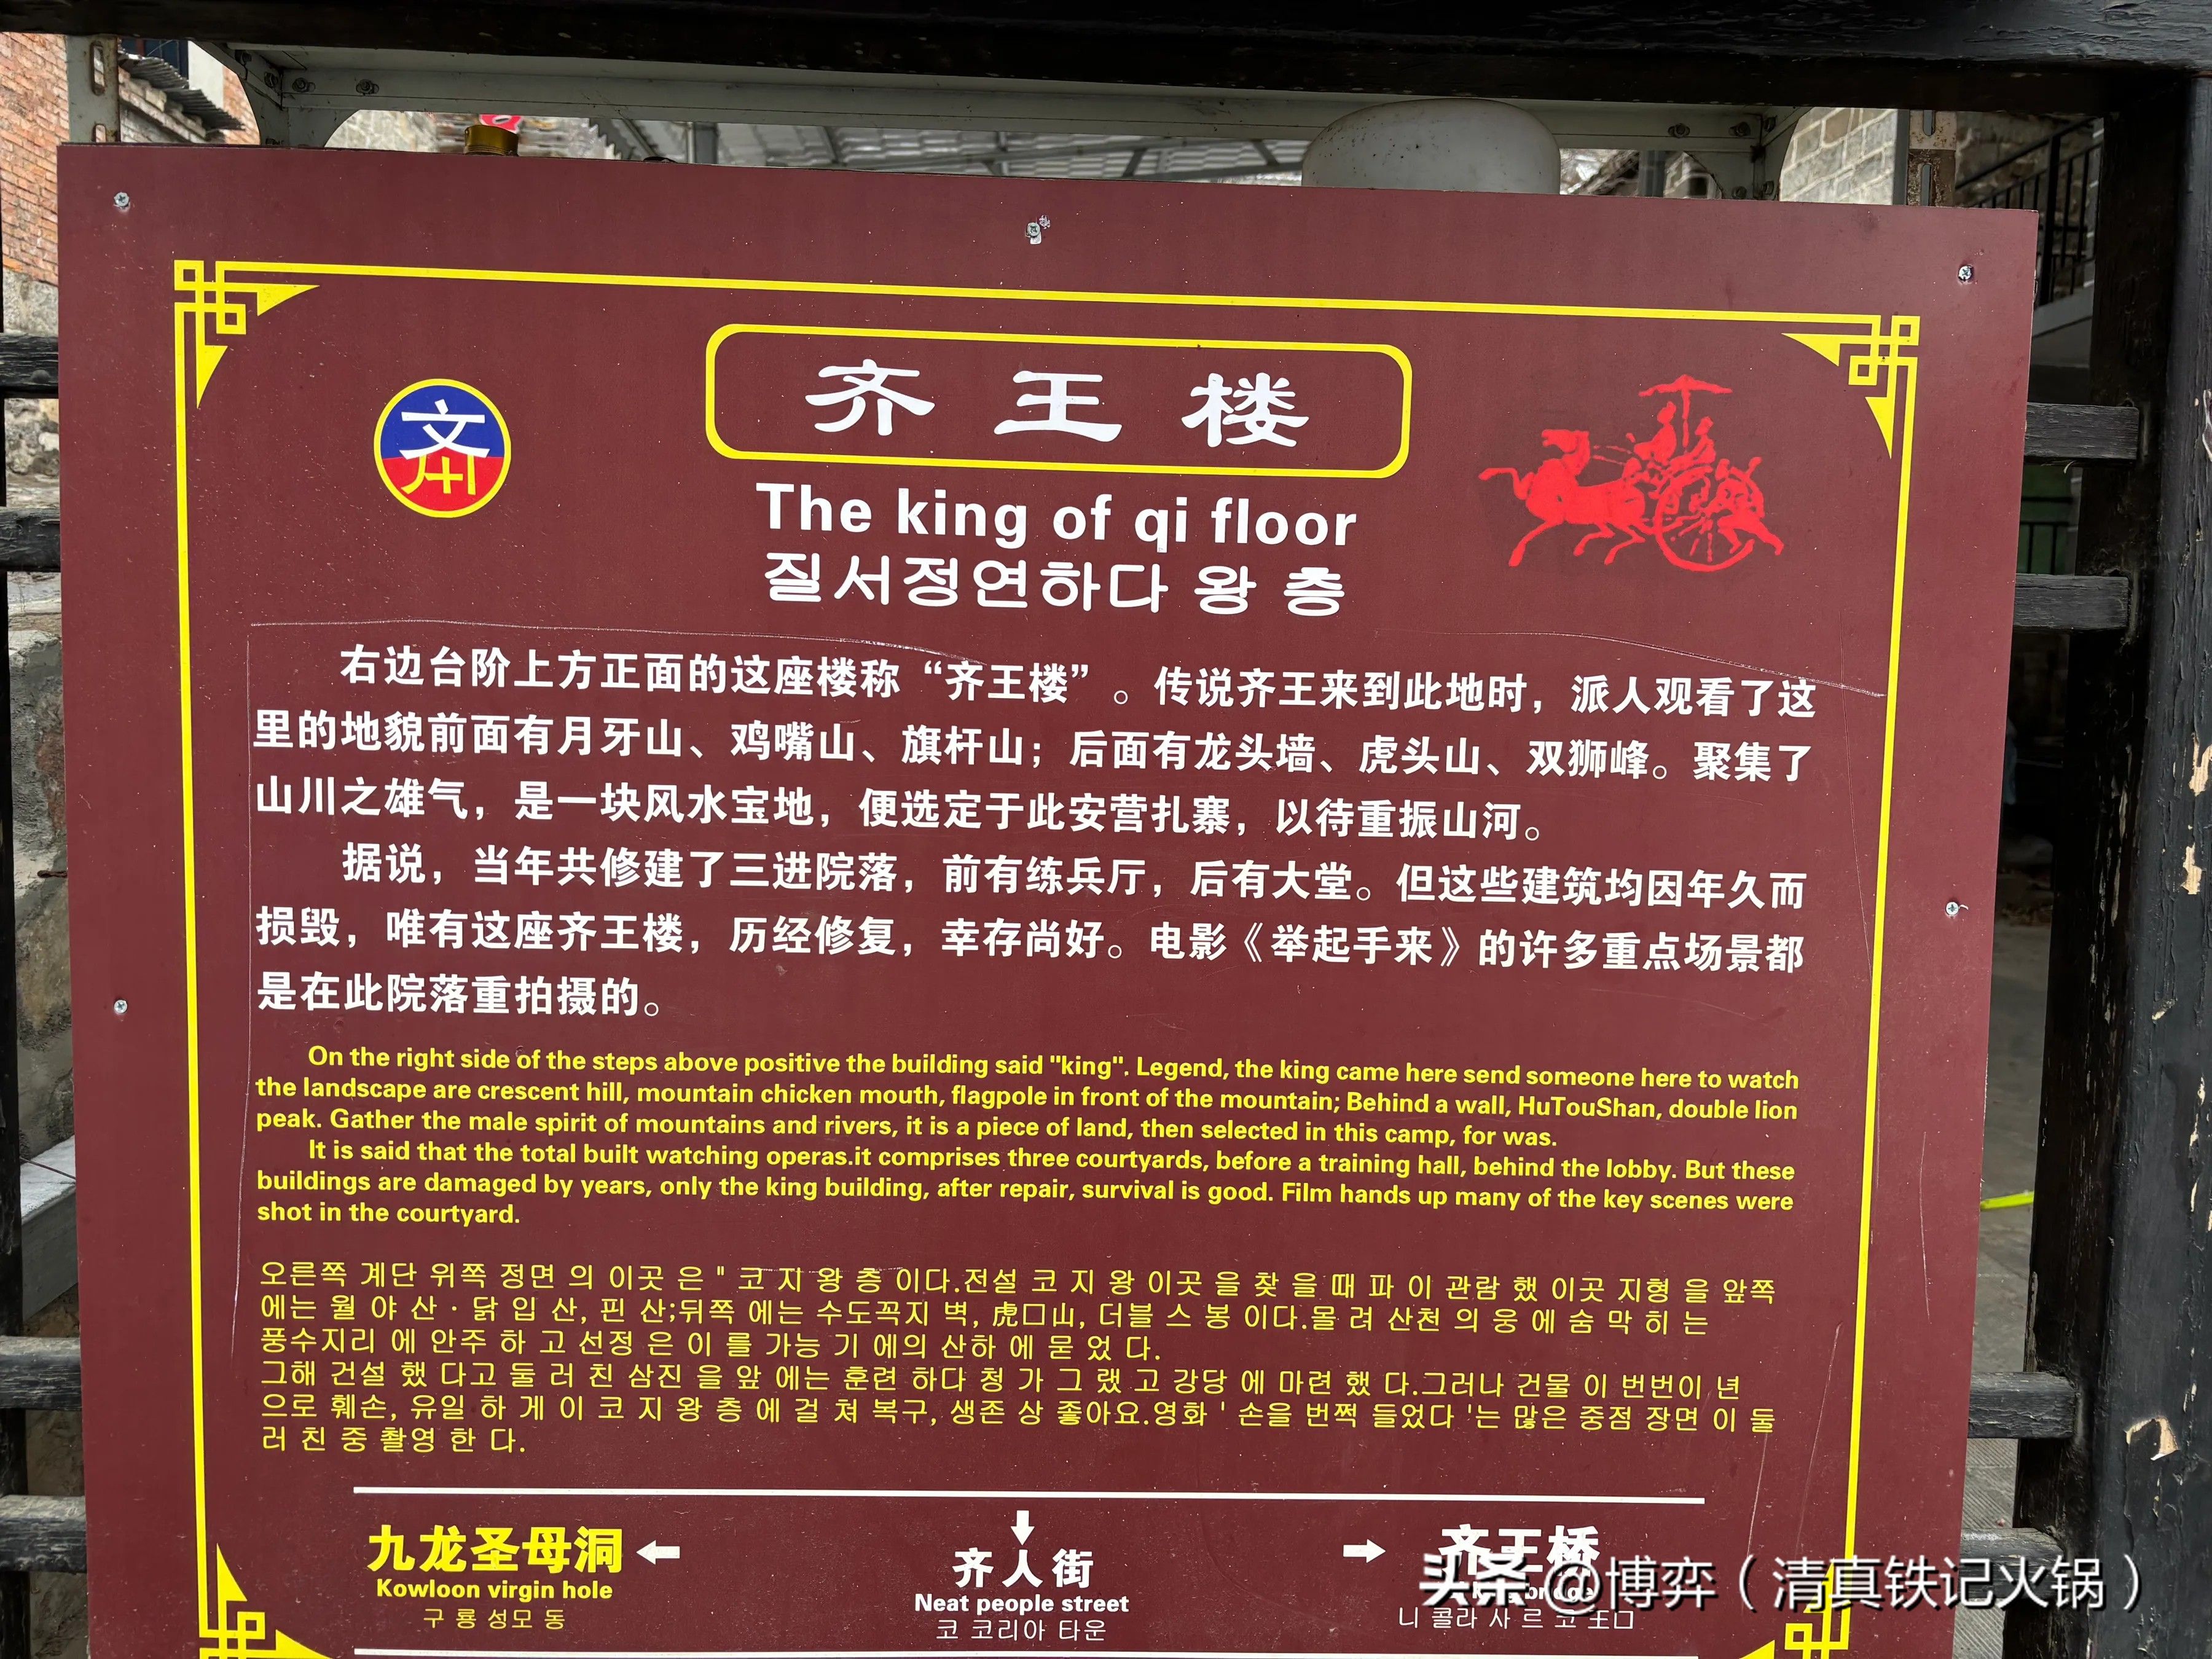 文州
齐王楼
The king of qi floor
질서정연하다 왕 층
右边台阶上方正面的这座楼称“齐王楼”。传说齐王来到此地时，派人观看了这
里的地貌前面有月牙山、鸡嘴山、旗杆山；后面有龙头墙、虎头山、双狮峰。聚集了
山川之雄气，是一块风水宝地，便选定于此安营扎寨，以待重振山河。
据说，当年共修建了三进院落，前有练兵厅，后有大堂。但这些建筑均因年久而
损毁，唯有这座齐王楼，历经修复，幸存尚好。电影《举起手来》的许多重点场景都
是在此院落重拍摄的。
On the right side of the steps above positive the building said "king". Legend, the king came here send someone here to watch
the landscape are crescent hill, mountain chicken mouth, flagpole in front of the mountain; Behind a wall, HuTouShan, double lion
peak. Gather the male spirit of mountains and rivers, it is a piece of land, then selected in this camp, for was.
It is said that the total built watching operas.it comprises three courtyards, before a training hall, behind the lobby. But these
buildings are damaged by years, only the king building, after repair, survival is good. Film hands up many of the key scenes were
shot in the courtyard.
오른쪽 계단 위쪽 정면 의 이곳 은 " 코 지 왕 층 이다.전설 코 지 왕 이곳 을 찾 을 때 파 이 관람 했 이곳 지형 을 앞쪽
에는 월 야 산 · 닭 입 산, 핀 산;뒤쪽 에는 수도꼭지 벽, 虎□山, 더블 스 봉 이다.몰 려 산천 의 웅 에 숨 막 히 는
풍수지리 에 안주 하 고 선정 은 이 를 가능 기 에의 산하 에 묻 었 다.
그해 건설 했 다고 둘 러 친 삼진 을 앞 에는 훈련 하다 청 가 그 랬 고 강당 에 마련 했 다.그러나 건물 이 번번이 년
으로 훼손, 유일 하 게 이 코 지 왕 층 에 걸 쳐 복구, 생존 상 좋아요.영화 ' 손을 번쩍 들었다 '는 많은 중점 장면 이 둘
러 친 중 촬영 한 다.
九龙圣母洞 ←
Kowloon virgin hole
구 룡 성모 동
↓
齐人街
Neat people street
코 코리아 타운
→ 齐王桥
니 콜라 사 르 코 王□
头条 @博弈（清真铁记火锅）